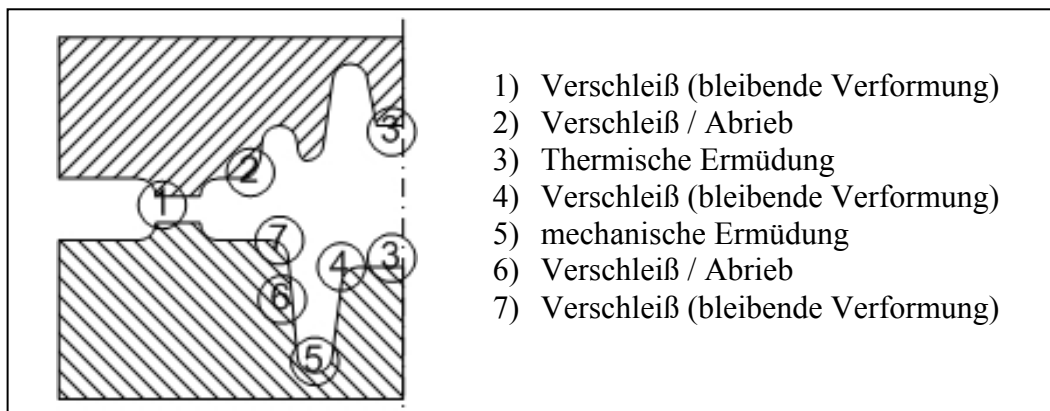 1) Verschleiß (bleibende Verformung)
2) Verschleiß / Abrieb
3) Thermische Ermüdung
4) Verschleiß (bleibende Verformung)
5) mechanische Ermüdung
6) Verschleiß / Abrieb
7) Verschleiß (bleibende Verformung)
3
2
1
7
3
4
6
5